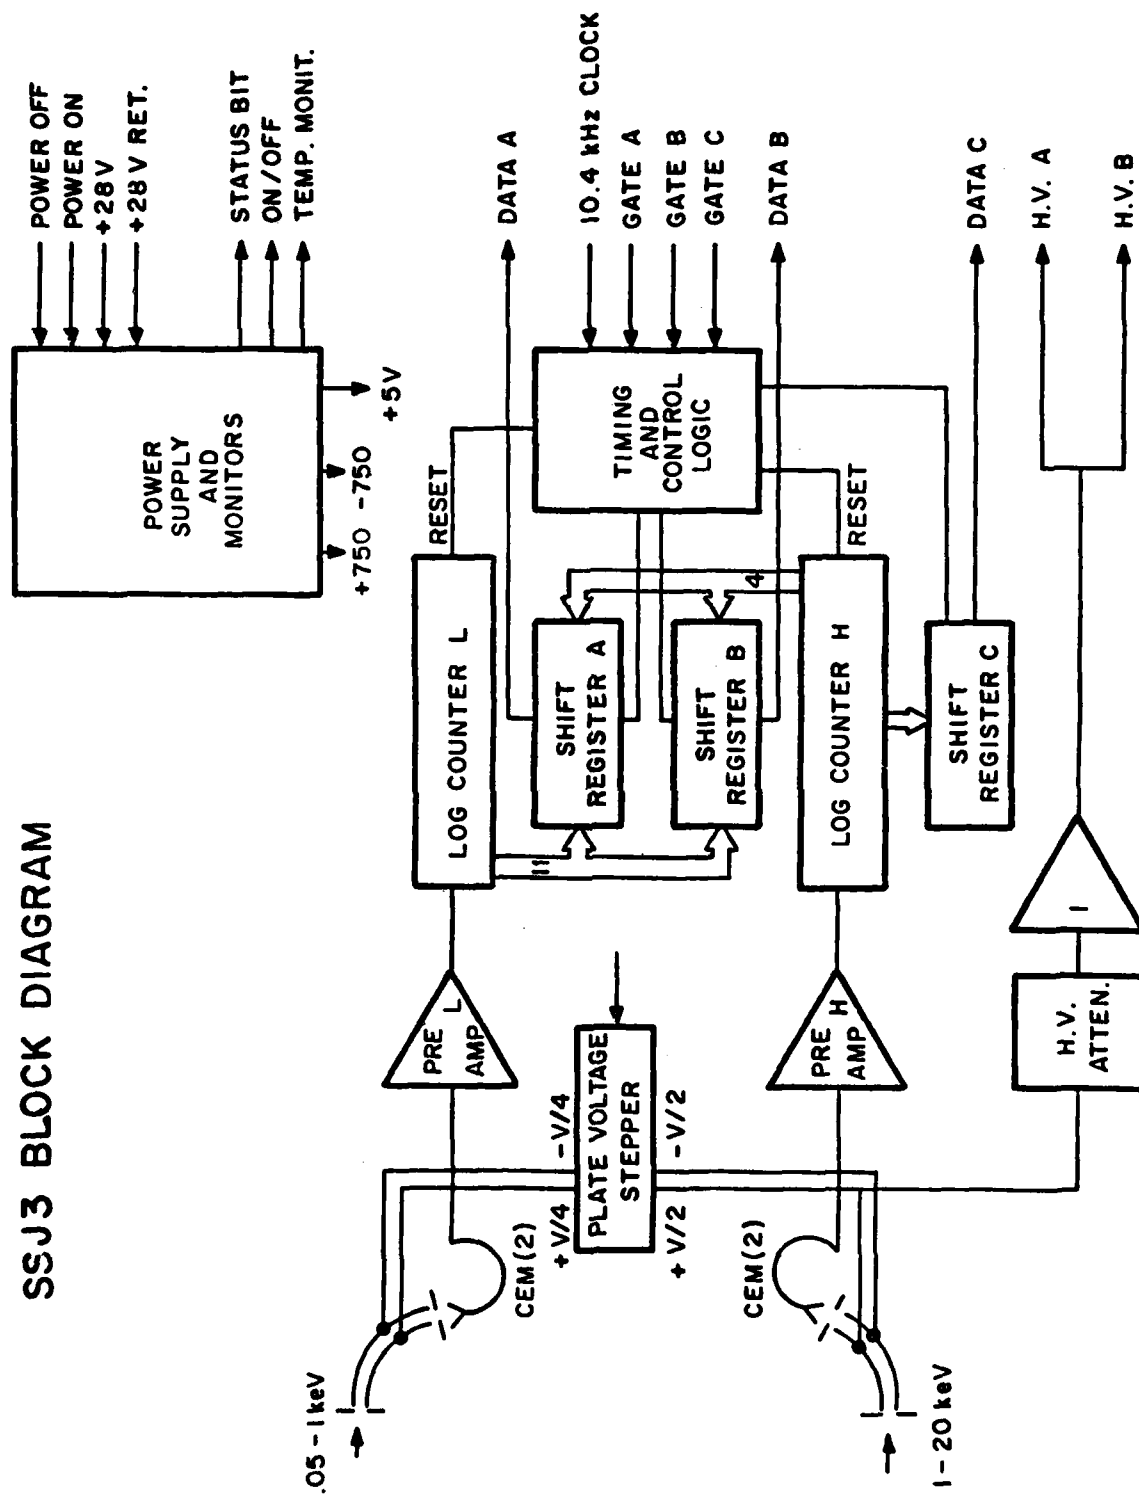 SSJ3 BLOCK DIAGRAM
POWER OFF
POWER ON
+28V
+28V RET.
STATUS BIT
ON/OFF
TEMP. MONIT.
POWER
SUPPLY
AND
MONITORS
+750
-750
+5V
.05-1keV
CEM(2)
PRE
AMP
L
LOG COUNTER L
RESET
DATA A
+V/4
-V/4
PLATE VOLTAGE
STEPPER
+V/2
-V/2
11
SHIFT
REGISTER A
SHIFT
REGISTER B
4
TIMING
AND
CONTROL
LOGIC
10.4 kHz CLOCK
GATE A
GATE B
GATE C
DATA B
1-20 keV
CEM(2)
PRE
AMP
H
LOG COUNTER H
RESET
SHIFT
REGISTER C
DATA C
H.V.
ATTEN.
1
H.V. A
H.V. B